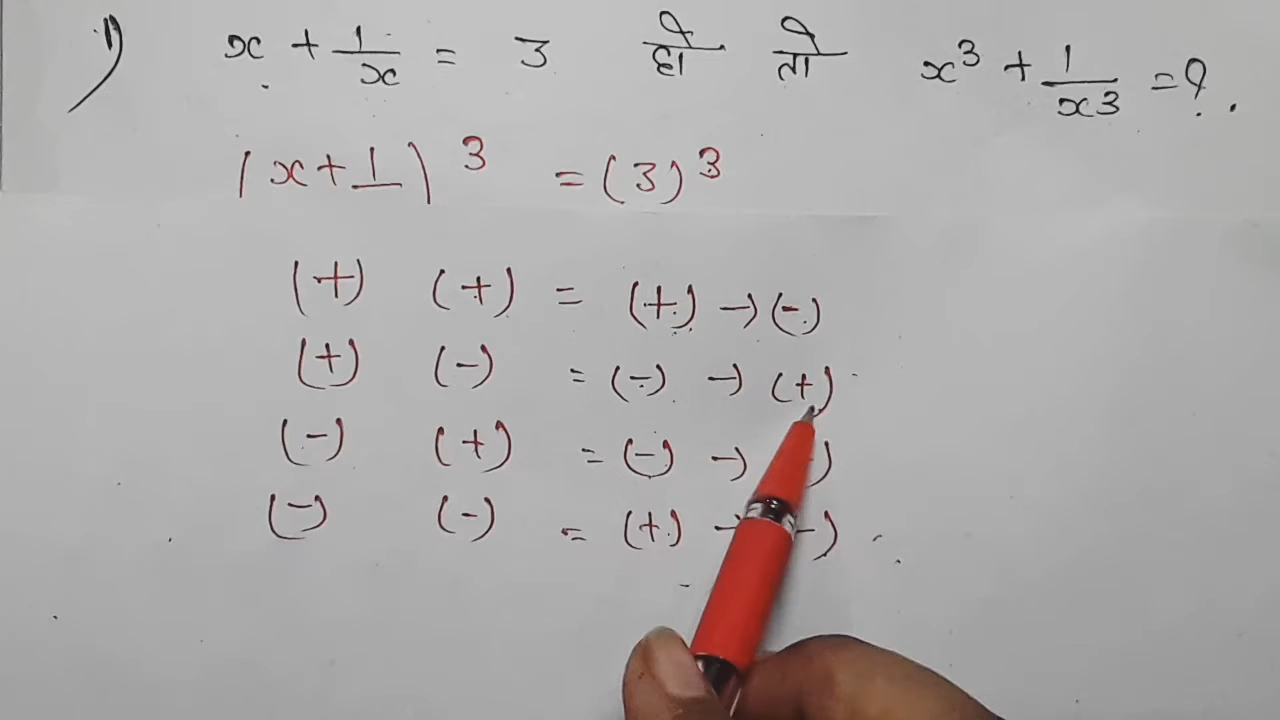 1) x + 1/x = 3 हो तो x³ + 1/x3 = ?.
(x + 1)³ = (3)³
(+) (+) = (+) → (-)
(+) (-) = (-) → (+)
(-) (+) = (-) →
(-) (-) = (+) →